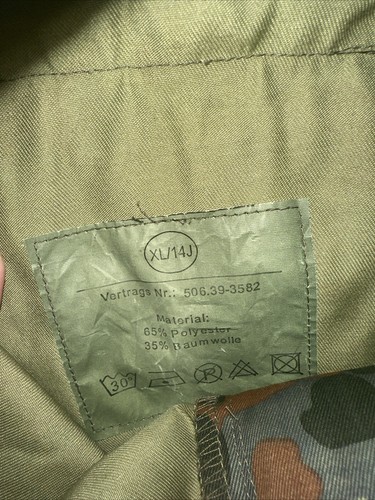 XL/14J
Vertrags Nr.: 506.39-3582
Material:
65% Polyester
35% Baumwolle
30° R